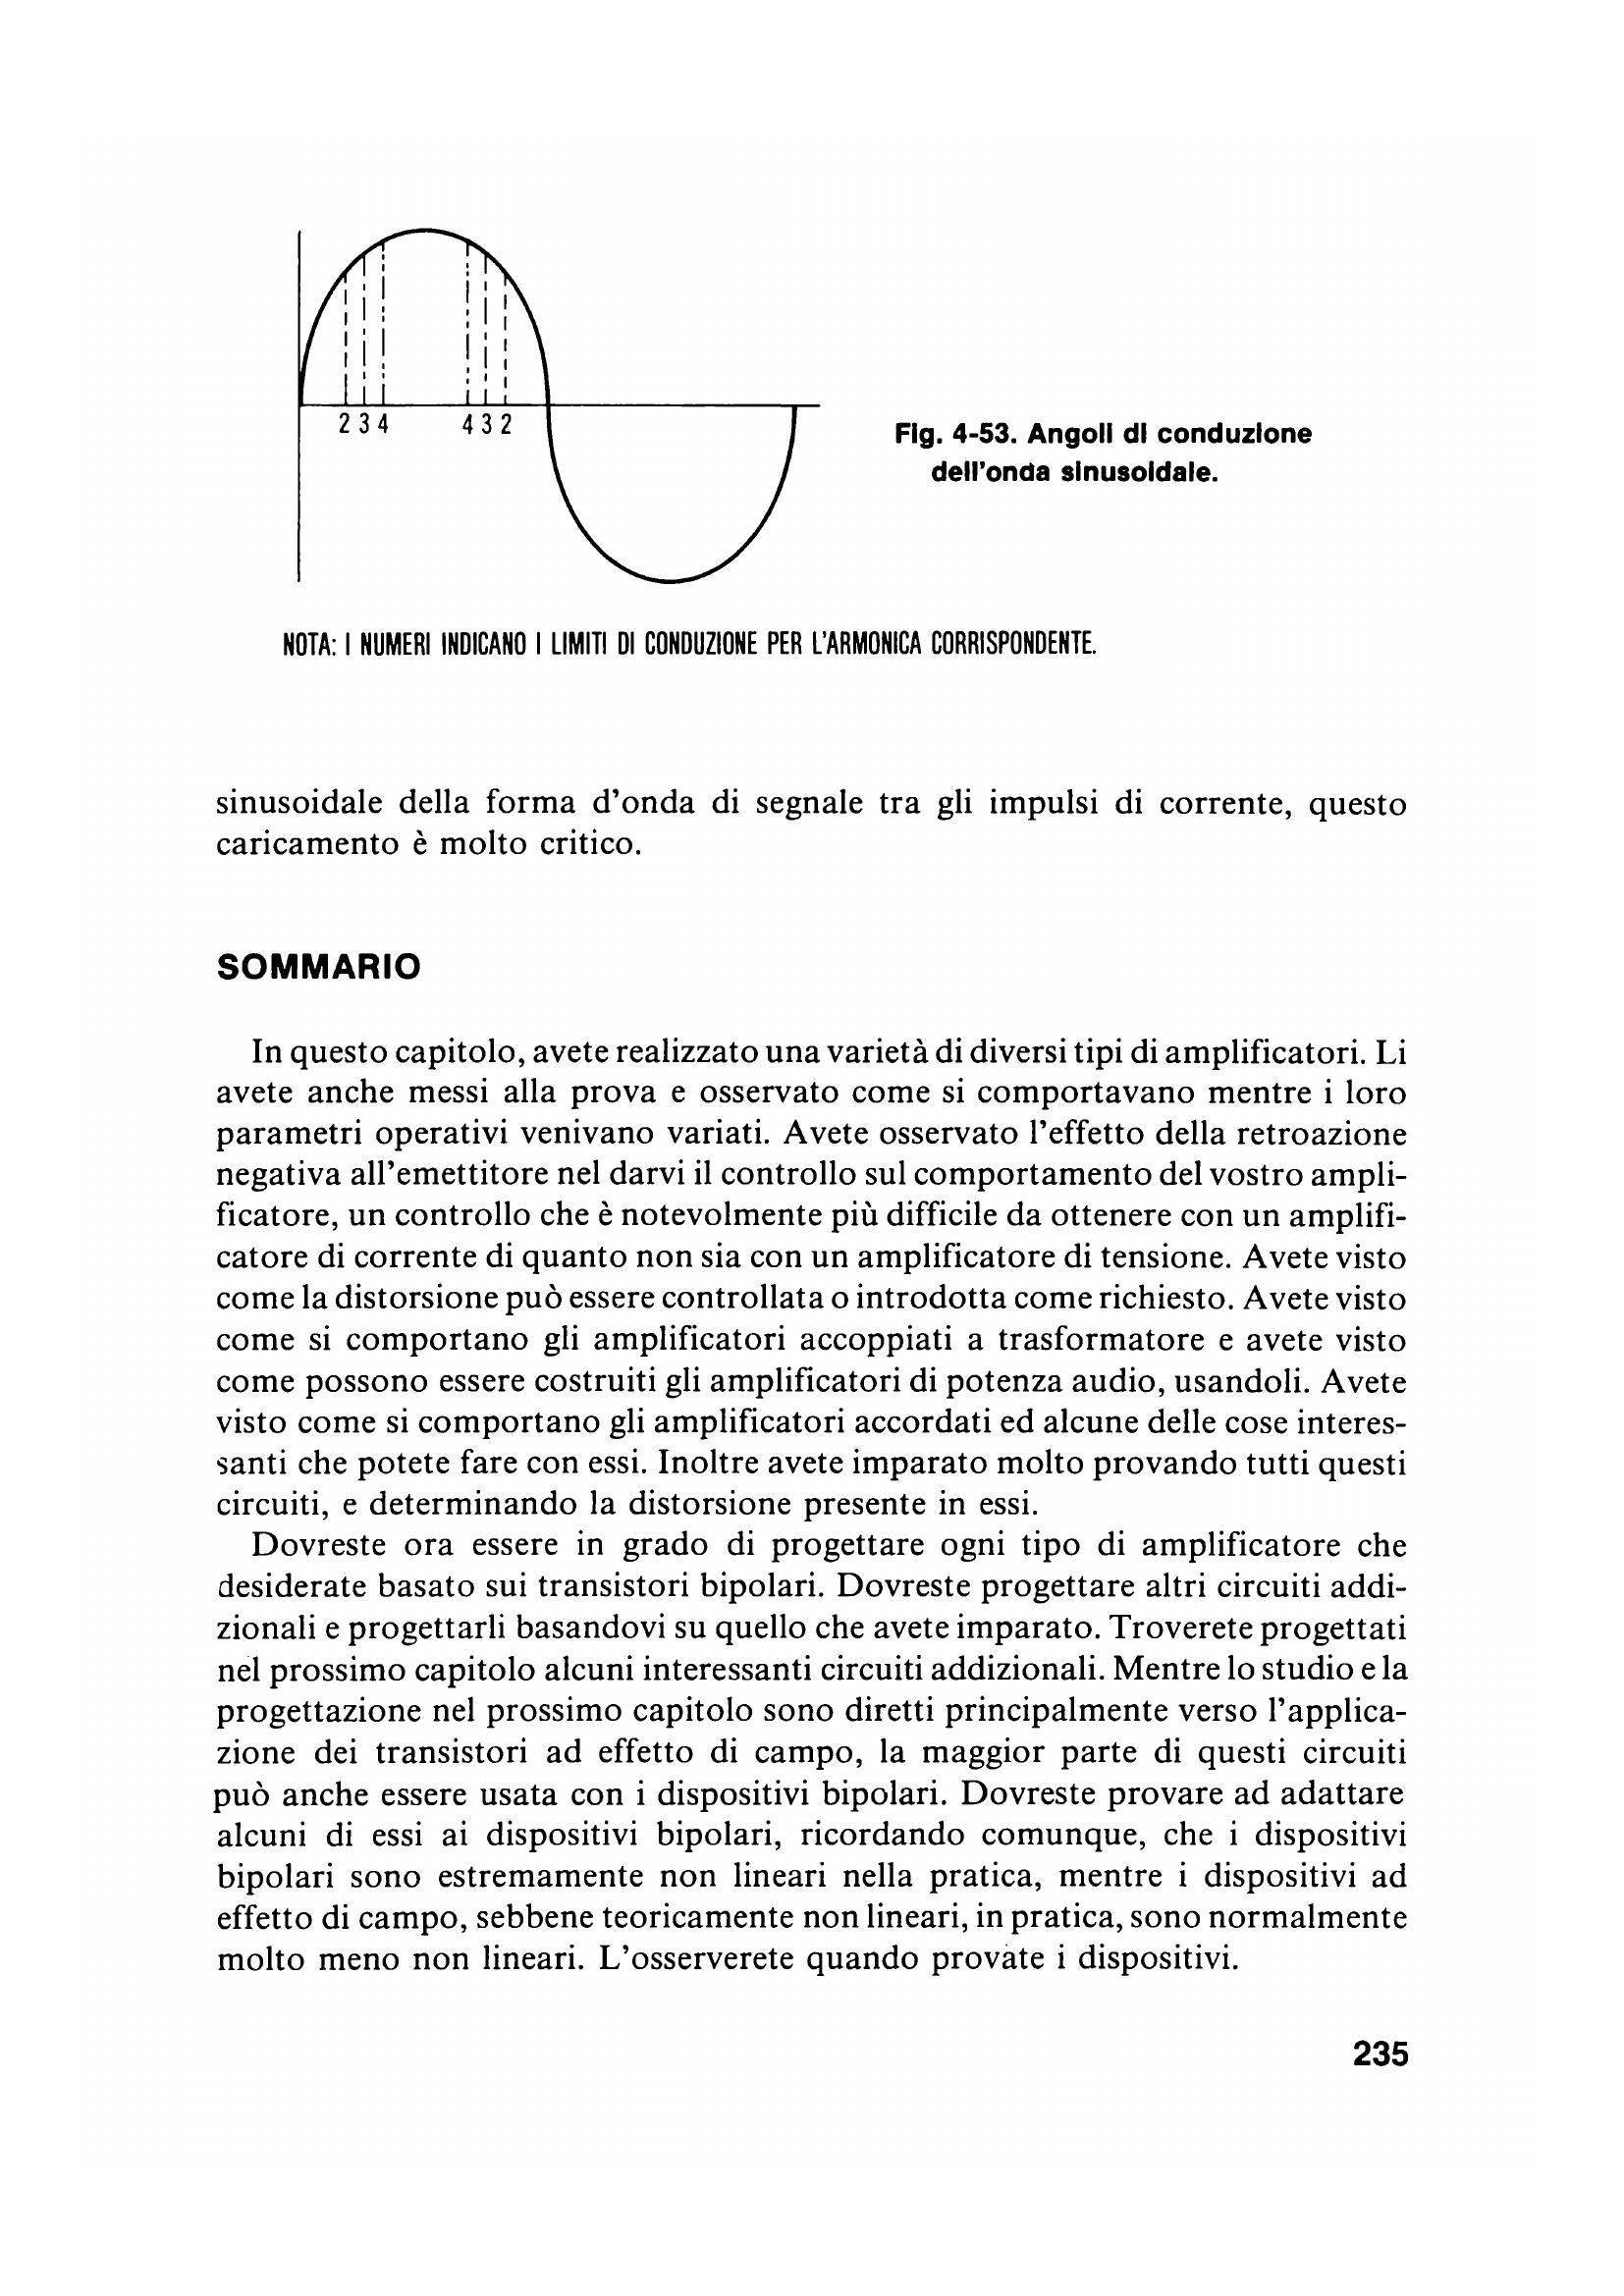 2 3 4 4 3 2
Fig. 4-53. Angoli di conduzione
dell'onda sinusoidale.
NOTA: I NUMERI INDICANO I LIMITI DI CONDUZIONE PER L'ARMONICA CORRISPONDENTE.
sinusoidale della forma d'onda di segnale tra gli impulsi di corrente, questo
caricamento è molto critico.
SOMMARIO
In questo capitolo, avete realizzato una varietà di diversi tipi di amplificatori. Li
avete anche messi alla prova e osservato come si comportavano mentre i loro
parametri operativi venivano variati. Avete osservato l'effetto della retroazione
negativa all'emettitore nel darvi il controllo sul comportamento del vostro ampli-
ficatore, un controllo che è notevolmente più difficile da ottenere con un amplifi-
catore di corrente di quanto non sia con un amplificatore di tensione. Avete visto
come la distorsione può essere controllata o introdotta come richiesto. Avete visto
come si comportano gli amplificatori accoppiati a trasformatore e avete visto
come possono essere costruiti gli amplificatori di potenza audio, usandoli. Avete
visto come si comportano gli amplificatori accordati ed alcune delle cose interes-
santi che potete fare con essi. Inoltre avete imparato molto provando tutti questi
circuiti, e determinando la distorsione presente in essi.
Dovreste ora essere in grado di progettare ogni tipo di amplificatore che
desiderate basato sui transistori bipolari. Dovreste progettare altri circuiti addi-
zionali e progettarli basandovi su quello che avete imparato. Troverete progettati
nel prossimo capitolo alcuni interessanti circuiti addizionali. Mentre lo studio e la
progettazione nel prossimo capitolo sono diretti principalmente verso l'applica-
zione dei transistori ad effetto di campo, la maggior parte di questi circuiti
può anche essere usata con i dispositivi bipolari. Dovreste provare ad adattare
alcuni di essi ai dispositivi bipolari, ricordando comunque, che i dispositivi
bipolari sono estremamente non lineari nella pratica, mentre i dispositivi ad
effetto di campo, sebbene teoricamente non lineari, in pratica, sono normalmente
molto meno non lineari. L'osserverete quando provate i dispositivi.
235